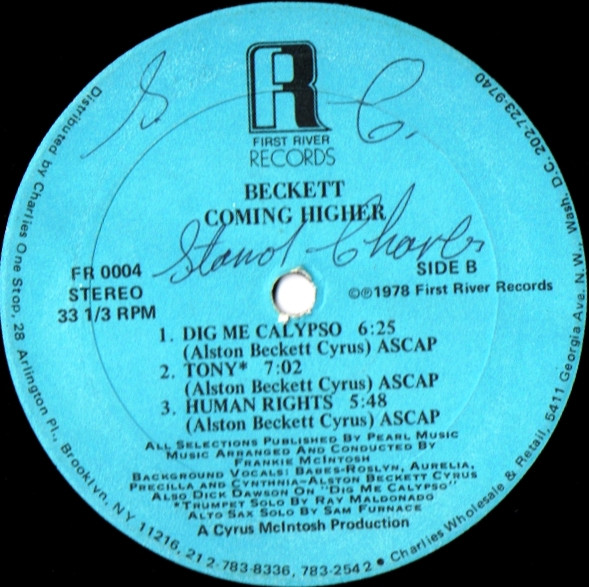 S. C.
R
FIRST RIVER
RECORDS
BECKETT
COMING HIGHER
FR 0004
STEREO
33 1/3 RPM
SIDE B
©℗1978 First River Records
1. DIG ME CALYPSO 6:25
(Alston Beckett Cyrus) ASCAP
2. TONY* 7:02
(Alston Beckett Cyrus) ASCAP
3. HUMAN RIGHTS 5:48
(Alston Beckett Cyrus) ASCAP
ALL SELECTIONS PUBLISHED BY PEARL MUSIC
MUSIC ARRANGED AND CONDUCTED BY
FRANKIE MCINTOSH
BACKGROUND VOCALS: BABES-ROSLYN, AURELIA,
PRECILLA AND CYNTHNIA-ALSTON BECKETT CYRUS
ALSO DICK DAWSON ON "DIG ME CALYPSO"
*TRUMPET SOLO BY RAY MALDONADO
ALTO SAX SOLO BY SAM FURNACE
A Cyrus McIntosh Production
Distributed by Charlies One Stop, 28 Arlington Pl., Brooklyn, NY 11216, 212-783-8336, 783-2542 • Charlies Wholesale & Retail, 5411 Georgia Ave. N.W., Wash. D.C. 202-723-9740